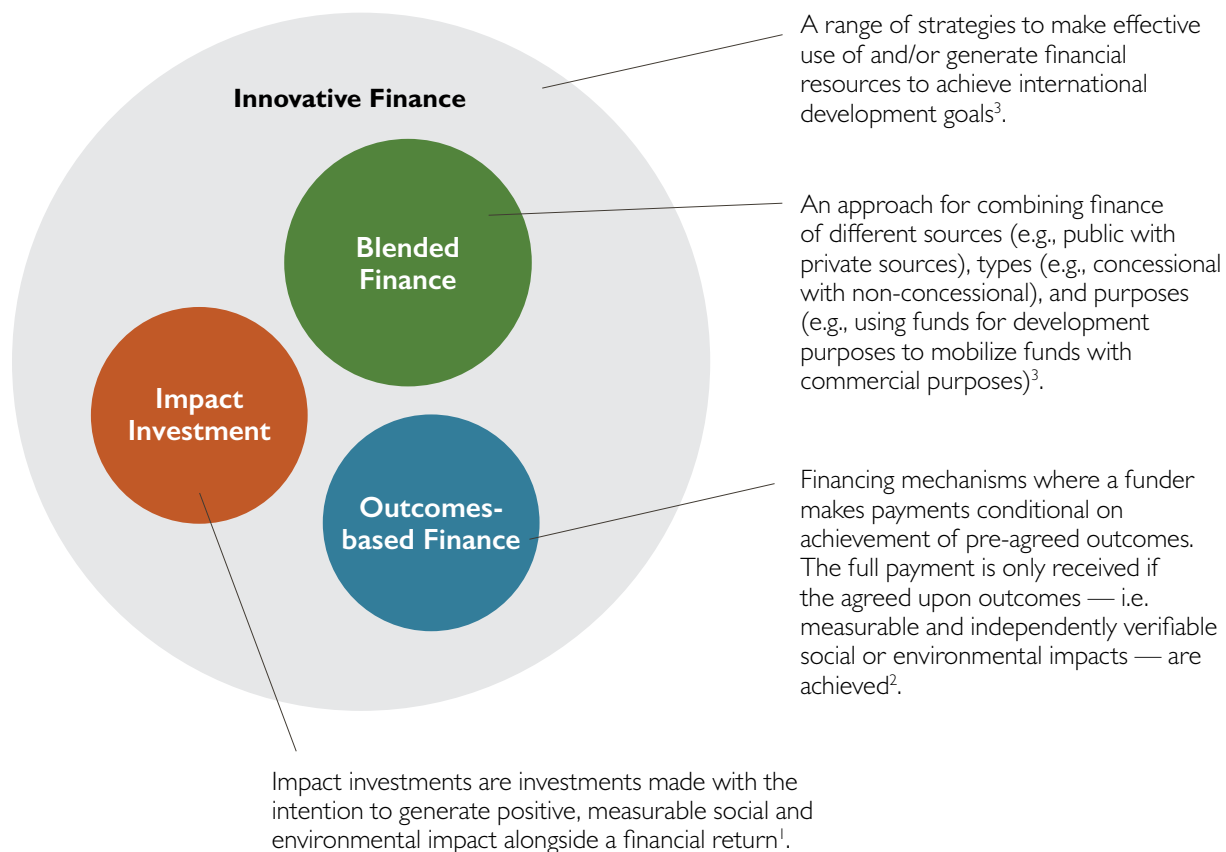 Innovative Finance
A range of strategies to make effective
use of and/or generate financial
resources to achieve international
development goals³.
Blended
Finance
An approach for combining finance
of different sources (e.g., public with
private sources), types (e.g., concessional
with non-concessional), and purposes
(e.g., using funds for development
purposes to mobilize funds with
commercial purposes)³.
Impact
Investment
Outcomes-
based Finance
Financing mechanisms where a funder
makes payments conditional on
achievement of pre-agreed outcomes.
The full payment is only received if
the agreed upon outcomes — i.e.
measurable and independently verifiable
social or environmental impacts — are
achieved².
Impact investments are investments made with the
intention to generate positive, measurable social and
environmental impact alongside a financial return¹.